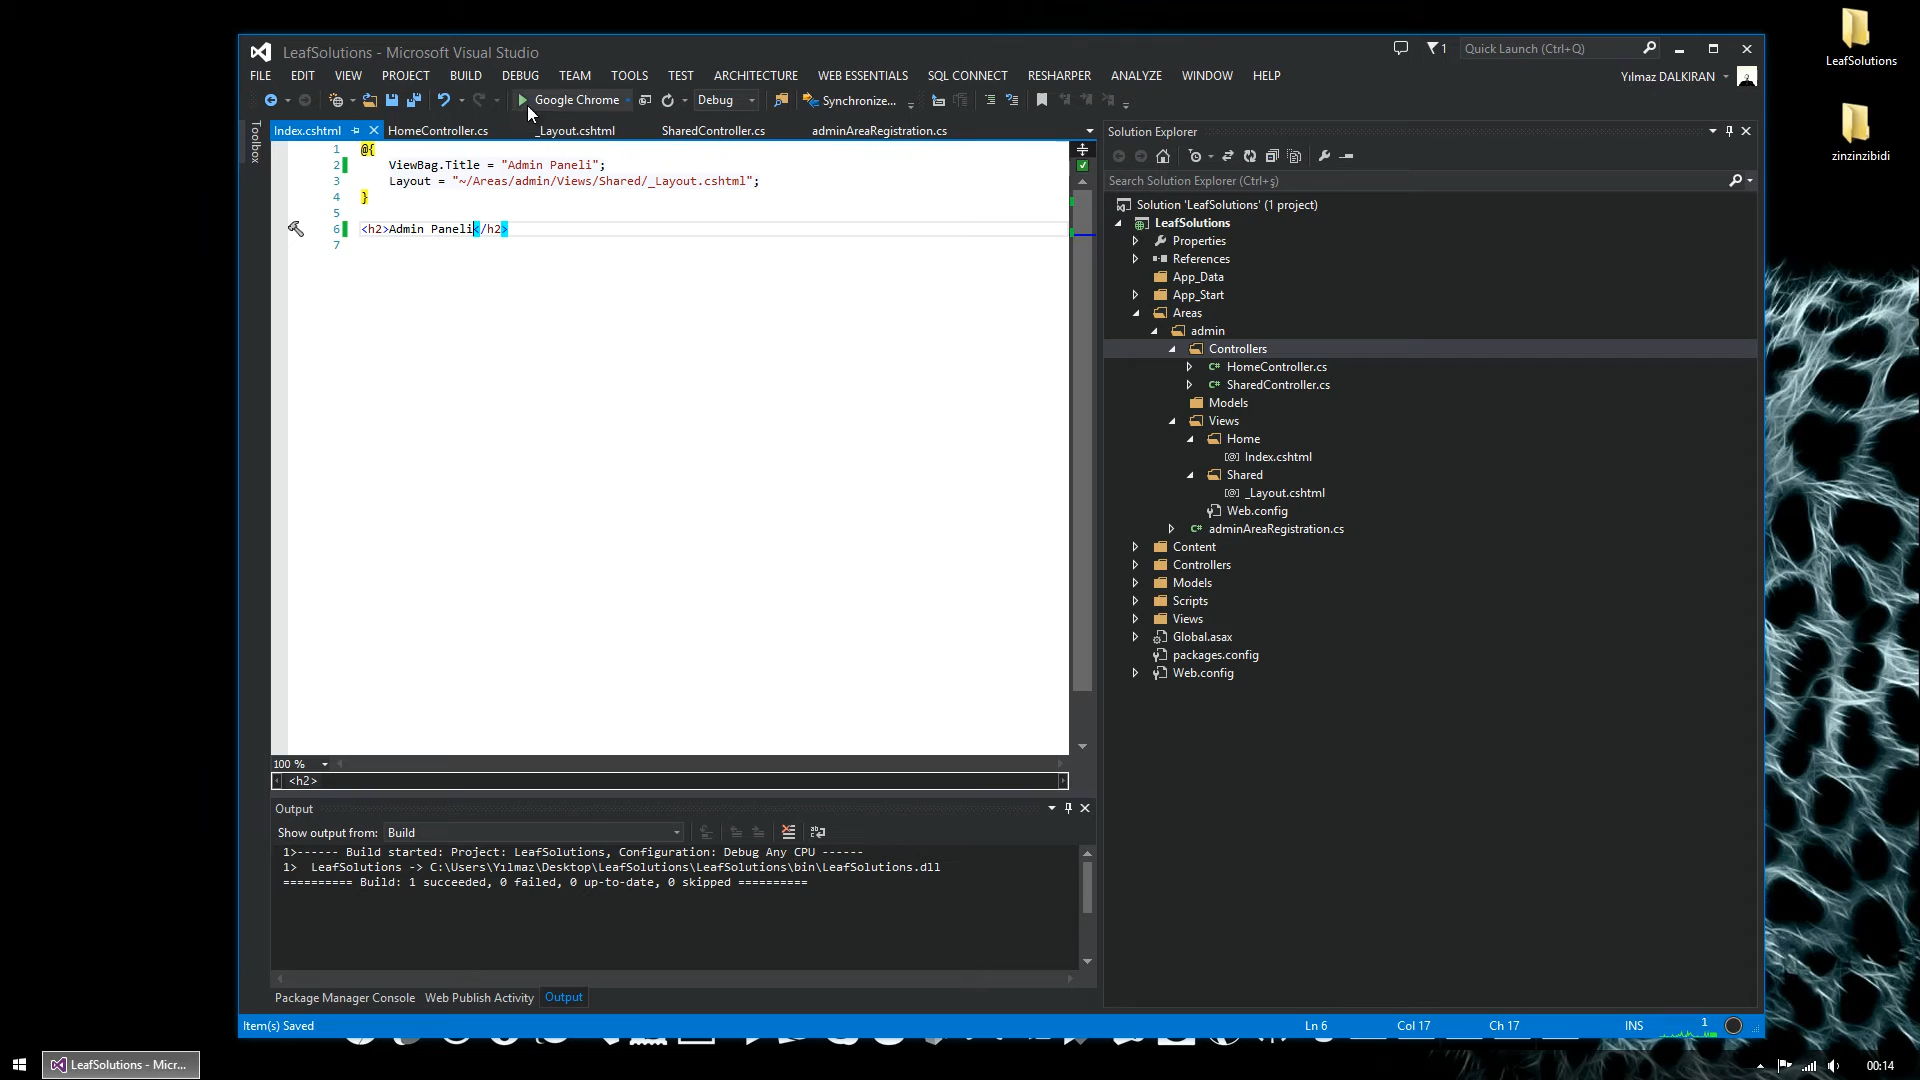 LeafSolutions - Microsoft Visual Studio
1
Quick Launch (Ctrl+Q)
FILE EDIT VIEW PROJECT BUILD DEBUG TEAM TOOLS TEST ARCHITECTURE WEB ESSENTIALS SQL CONNECT RESHARPER ANALYZE WINDOW HELP
Yılmaz DALKIRAN
Google Chrome
Debug
Synchronize...
Toolbox
Index.cshtml
HomeController.cs
_Layout.cshtml
SharedController.cs
adminAreaRegistration.cs
1 @{
2 ViewBag.Title = "Admin Paneli";
3 Layout = "~/Areas/admin/Views/Shared/_Layout.cshtml";
4 }
5
6 <h2>Admin Paneli</h2>
7
100 %
<h2>
Output
Show output from: Build
1>------ Build started: Project: LeafSolutions, Configuration: Debug Any CPU ------
1>  LeafSolutions -> C:\Users\Yılmaz\Desktop\LeafSolutions\LeafSolutions\bin\LeafSolutions.dll
========== Build: 1 succeeded, 0 failed, 0 up-to-date, 0 skipped ==========
Package Manager Console
Web Publish Activity
Output
Solution Explorer
Search Solution Explorer (Ctrl+ş)
Solution 'LeafSolutions' (1 project)
LeafSolutions
Properties
References
App_Data
App_Start
Areas
admin
Controllers
C# HomeController.cs
C# SharedController.cs
Models
Views
Home
[@] Index.cshtml
Shared
[@] _Layout.cshtml
Web.config
C# adminAreaRegistration.cs
Content
Controllers
Models
Scripts
Views
Global.asax
packages.config
Web.config
Item(s) Saved
Ln 6
Col 17
Ch 17
INS
1
LeafSolutions
zinzinzibidi
LeafSolutions - Micr...
00:14